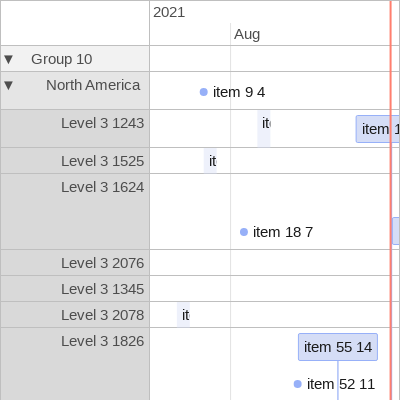 2021
Aug
▼ Group 10
▼ North America
item 9 4
Level 3 1243
item 1
Level 3 1525
it
Level 3 1624
item 18 7
Level 3 2076
Level 3 1345
Level 3 2078
it
Level 3 1826
item 55 14
item 52 11